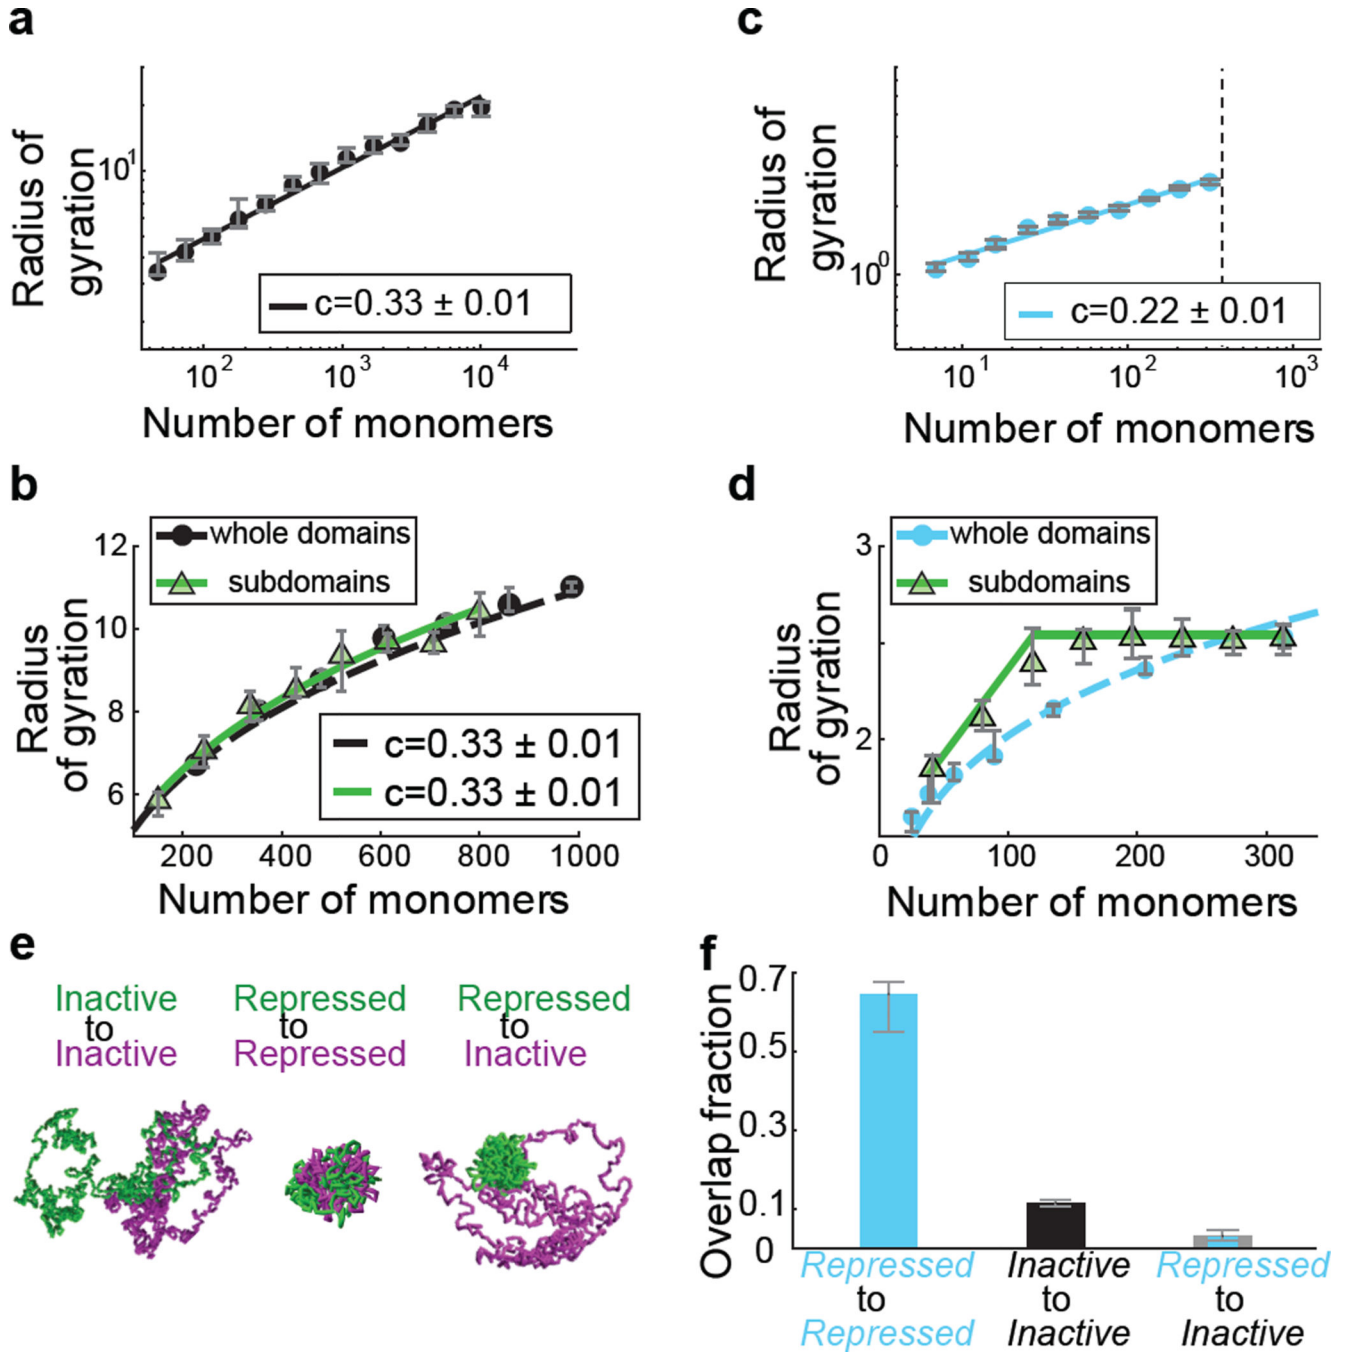 a
Radius of
gyration
10^1
c=0.33 ± 0.01
10^2 10^3 10^4
Number of monomers
c
Radius of
gyration
10^0
c=0.22 ± 0.01
10^1 10^2 10^3
Number of monomers
b
whole domains
subdomains
Radius
of gyration
12
10
8
6
c=0.33 ± 0.01
c=0.33 ± 0.01
200 400 600 800 1000
Number of monomers
d
whole domains
subdomains
Radius
of gyration
3
2
0 100 200 300
Number of monomers
e
Inactive
to
Inactive
Repressed
to
Repressed
Repressed
to
Inactive
f
Overlap fraction
0.7
0.5
0.3
0.1
0
Repressed
to
Repressed
Inactive
to
Inactive
Repressed
to
Inactive